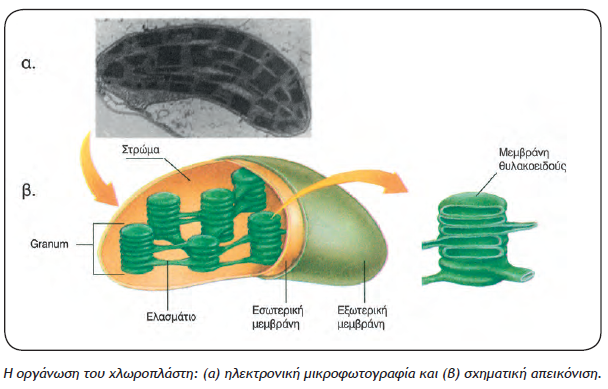 α.
Στρώμα
Μεμβράνη
θυλακοειδούς
β.
Granum
Ελασμάτιο
Εσωτερική
μεμβράνη
Εξωτερική
μεμβράνη
Η οργάνωση του χλωροπλάστη: (α) ηλεκτρονική μικροφωτογραφία και (β) σχηματική απεικόνιση.